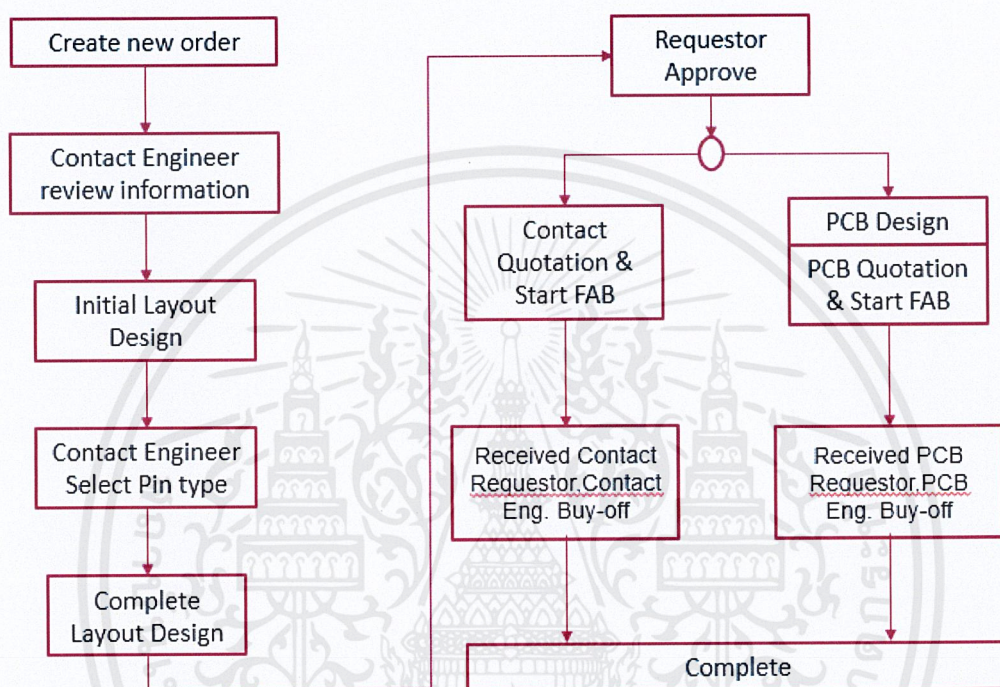 Create new order
Contact Engineer
review information
Initial Layout
Design
Contact Engineer
Select Pin type
Complete
Layout Design
Requestor
Approve
Contact
Quotation &
Start FAB
PCB Design
PCB Quotation
& Start FAB
Received Contact
Requestor,Contact
Eng. Buy-off
Received PCB
Requestor,PCB
Eng. Buy-off
Complete